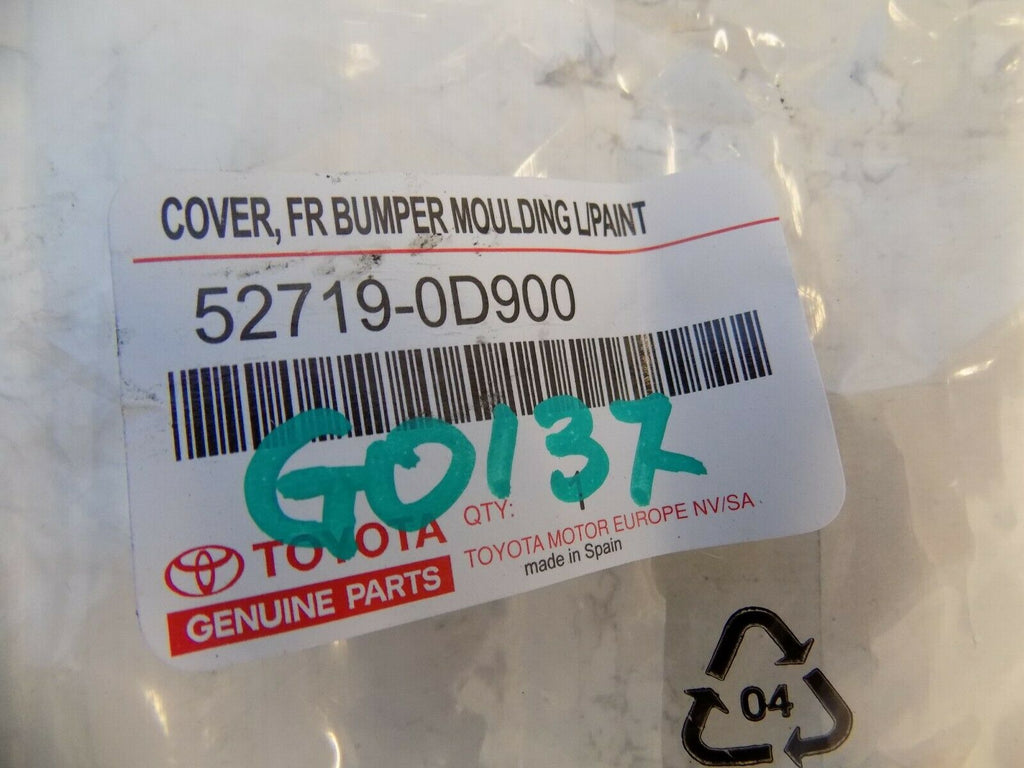 COVER, FR BUMPER MOULDING L|PAINT
52719-0D900
GO137
QTY: 1
TOYOTA
TOYOTA MOTOR EUROPE NV/SA
GENUINE PARTS
made in Spain
04